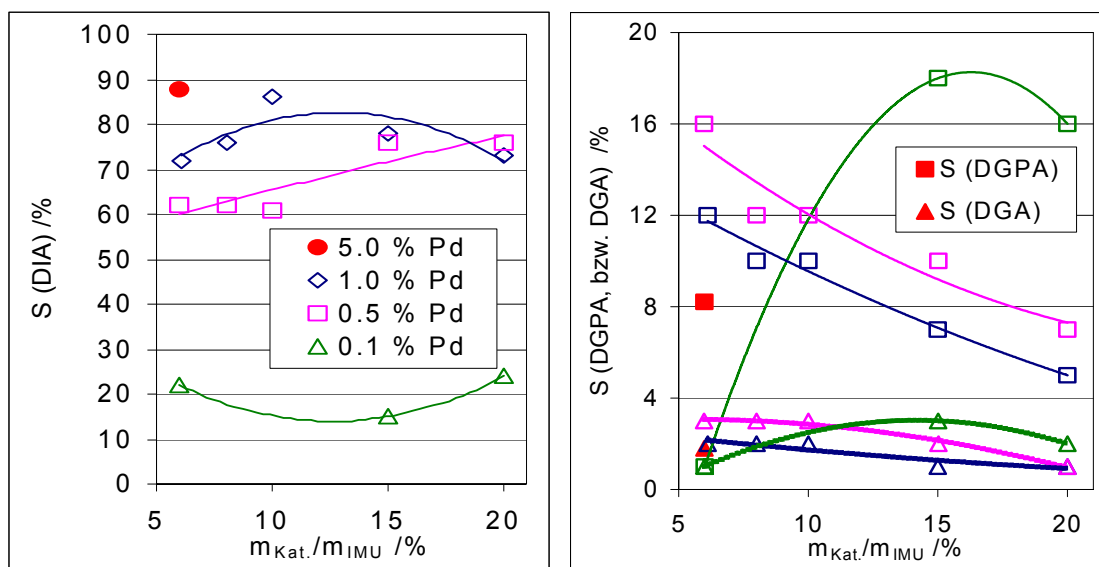 S (DIA) /%
100
90
80
70
60
50
40
30
20
10
0
5.0 % Pd
1.0 % Pd
0.5 % Pd
0.1 % Pd
5 10 15 20
mKat./mIMU /%
S (DGPA, bzw. DGA) /%
20
16
12
8
4
0
S (DGPA)
S (DGA)
5 10 15 20
mKat./mIMU /%